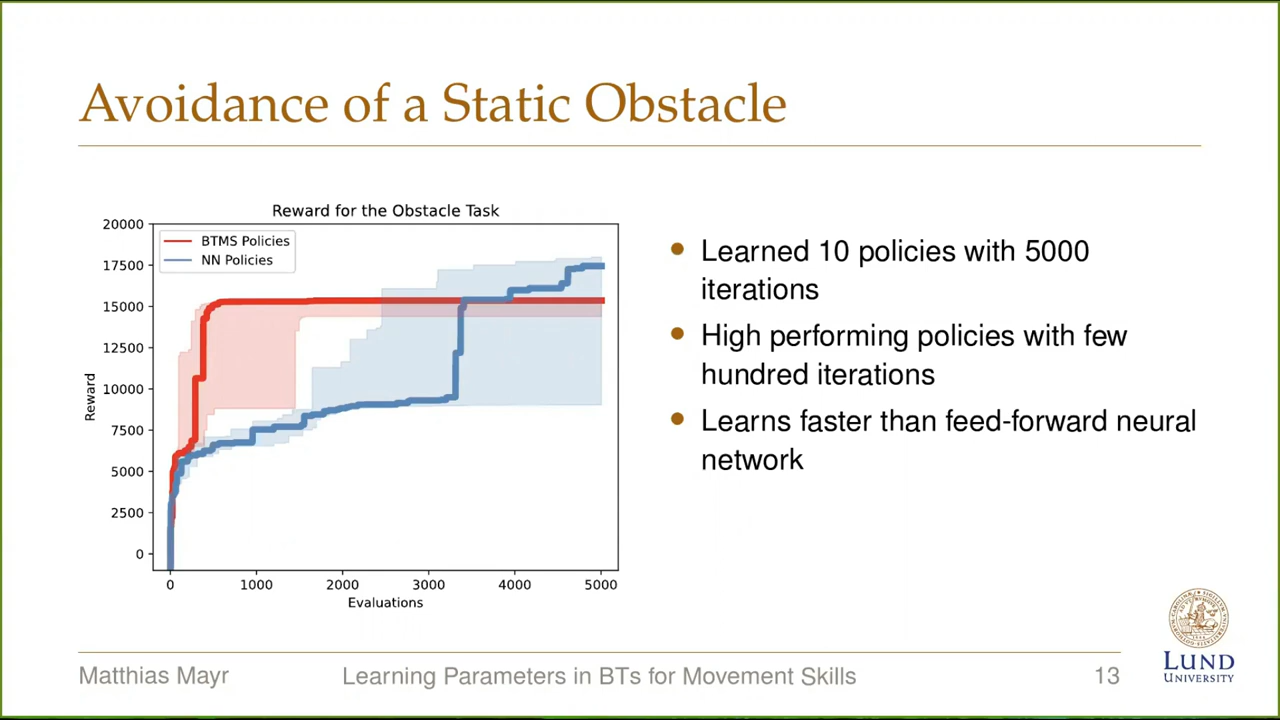 Avoidance of a Static Obstacle
Reward for the Obstacle Task
BTMS Policies
NN Policies
20000
17500
15000
12500
10000
7500
5000
2500
0
Reward
0 1000 2000 3000 4000 5000
Evaluations
Learned 10 policies with 5000
iterations
High performing policies with few
hundred iterations
Learns faster than feed-forward neural
network
Matthias Mayr Learning Parameters in BTs for Movement Skills 13
LUND
UNIVERSITY